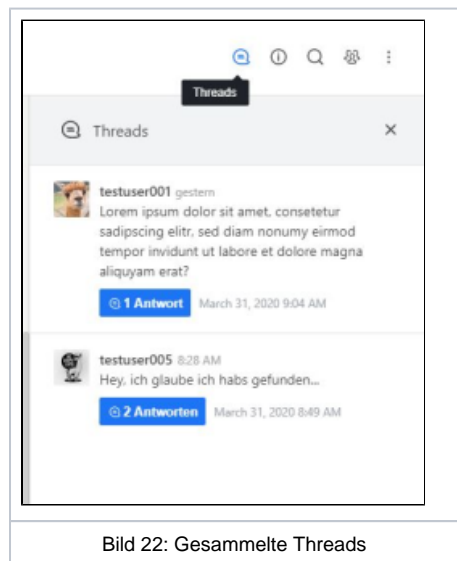 Threads
Threads
testuser001 gestern
Lorem ipsum dolor sit amet, consetetur
sadipscing elitr, sed diam nonumy eirmod
tempor invidunt ut labore et dolore magna
aliquyam erat?
1 Antwort March 31, 2020 9:04 AM
testuser005 8:28 AM
Hey, ich glaube ich habs gefunden...
2 Antworten March 31, 2020 8:49 AM
Bild 22: Gesammelte Threads